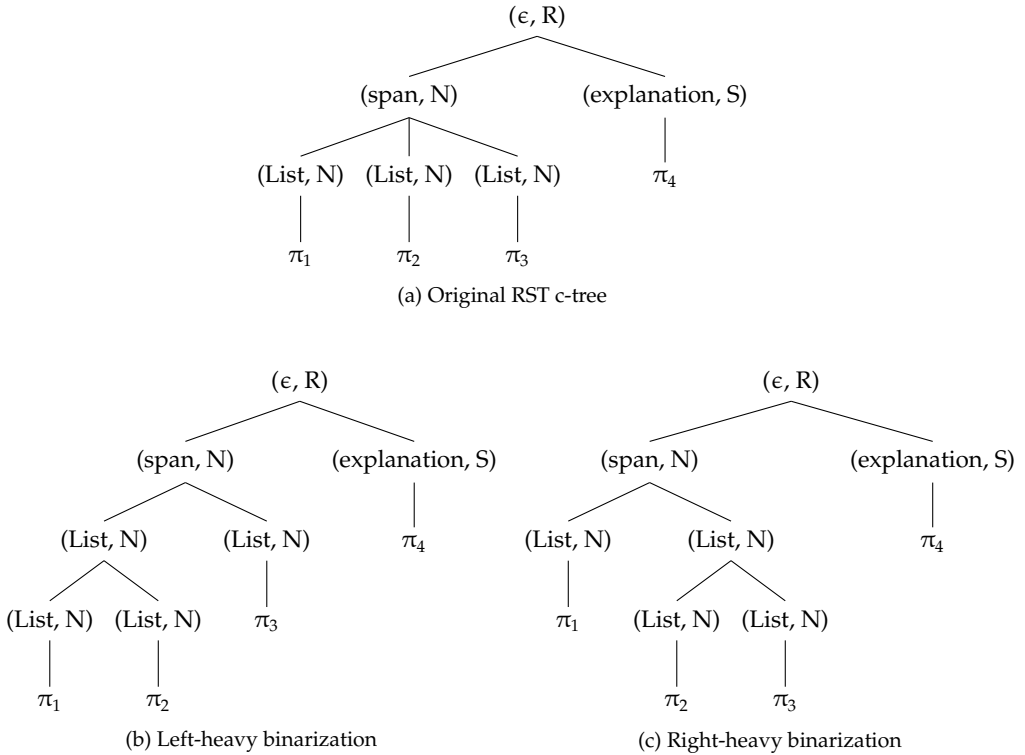 (ϵ, R)
(span, N) (explanation, S)
(List, N) (List, N) (List, N) π4
π1 π2 π3
(a) Original RST c-tree
(ϵ, R) (ϵ, R)
(span, N) (explanation, S) (span, N) (explanation, S)
(List, N) (List, N) π4 (List, N) (List, N) π4
(List, N) (List, N) π3 π1 (List, N) (List, N)
π1 π2 π2 π3
(b) Left-heavy binarization (c) Right-heavy binarization